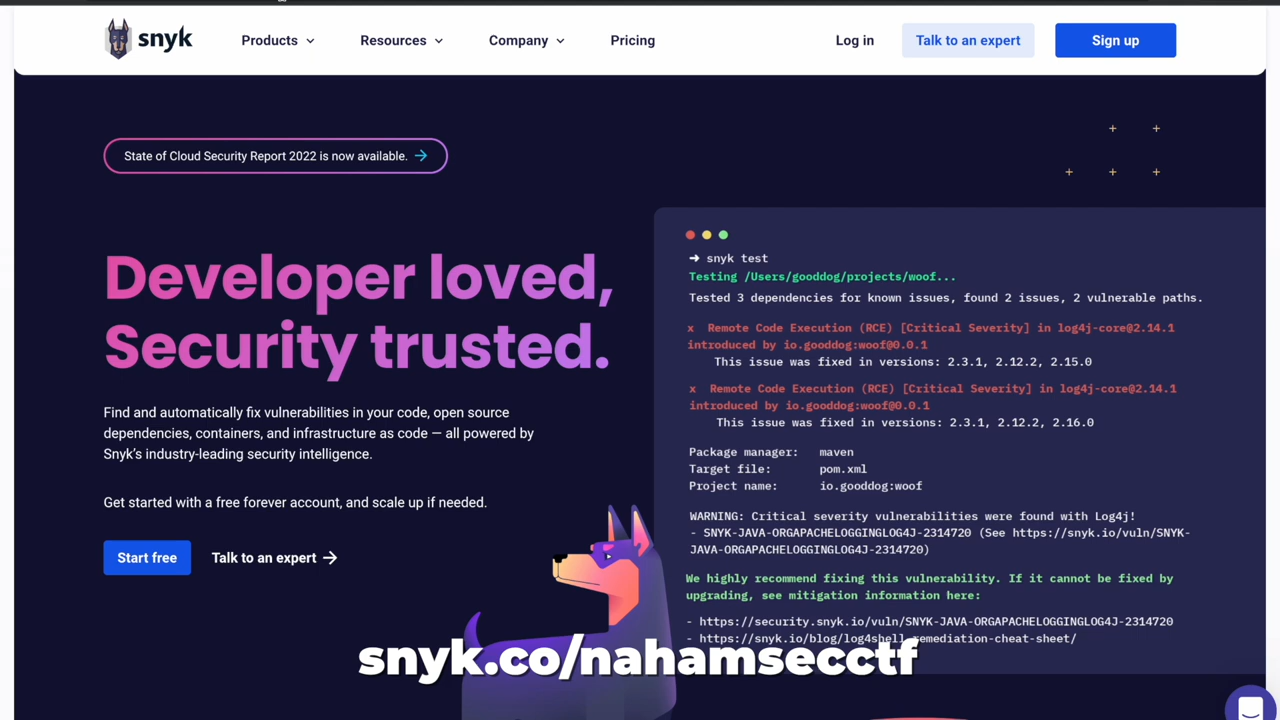 snyk
Products
Resources
Company
Pricing
Log in
Talk to an expert
Sign up
State of Cloud Security Report 2022 is now available. →
Developer loved,
Security trusted.
Find and automatically fix vulnerabilities in your code, open source
dependencies, containers, and infrastructure as code — all powered by
Snyk's industry-leading security intelligence.
Get started with a free forever account, and scale up if needed.
Start free
Talk to an expert →
→ snyk test
Testing /Users/gooddog/projects/woof...
Tested 3 dependencies for known issues, found 2 issues, 2 vulnerable paths.
x Remote Code Execution (RCE) [Critical Severity] in log4j-core@2.14.1
introduced by io.gooddog:woof@0.0.1
This issue was fixed in versions: 2.3.1, 2.12.2, 2.15.0
x Remote Code Execution (RCE) [Critical Severity] in log4j-core@2.14.1
introduced by io.gooddog:woof@0.0.1
This issue was fixed in versions: 2.3.1, 2.12.2, 2.16.0
Package manager: maven
Target file: pom.xml
Project name: io.gooddog:woof
WARNING: Critical severity vulnerabilities were found with Log4j!
- SNYK-JAVA-ORGAPACHELOGGINGLOG4J-2314720 (See https://snyk.io/vuln/SNYK-
JAVA-ORGAPACHELOGGINGLOG4J-2314720)
We highly recommend fixing this vulnerability. If it cannot be fixed by
upgrading, see mitigation information here:
- https://security.snyk.io/vuln/SNYK-JAVA-ORGAPACHELOGGINGLOG4J-2314720
- https://snyk.io/blog/log4shell-remediation-cheat-sheet/
snyk.co/nahamsecctf